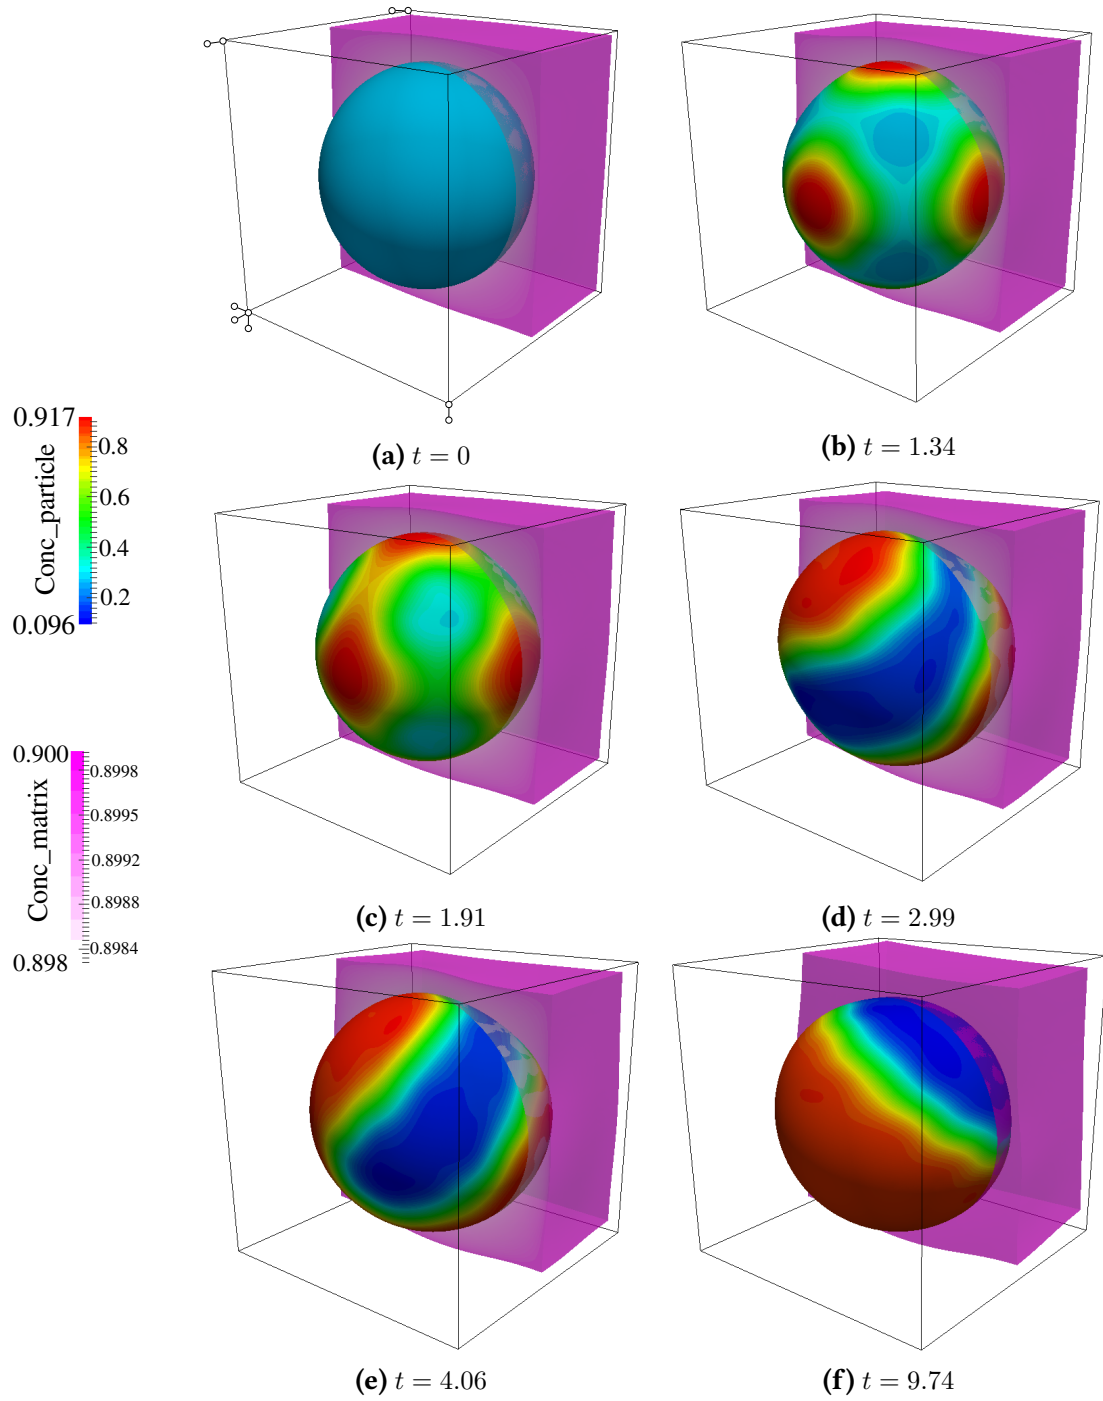 (a) t = 0
(b) t = 1.34
0.917
0.8
0.6
0.4
0.2
0.096
Conc_particle
(c) t = 1.91
(d) t = 2.99
0.900
0.8998
0.8995
0.8992
0.8988
0.8984
0.898
Conc_matrix
(e) t = 4.06
(f) t = 9.74